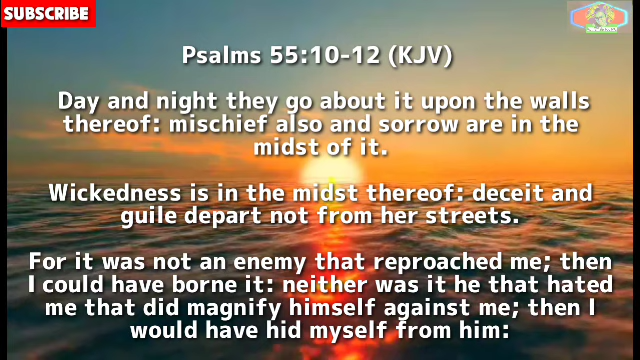 SUBSCRIBE
Psalms 55:10-12 (KJV)
Day and night they go about it upon the walls
thereof: mischief also and sorrow are in the
midst of it.
Wickedness is in the midst thereof: deceit and
guile depart not from her streets.
For it was not an enemy that reproached me; then
I could have borne it: neither was it he that hated
me that did magnify himself against me; then I
would have hid myself from him: